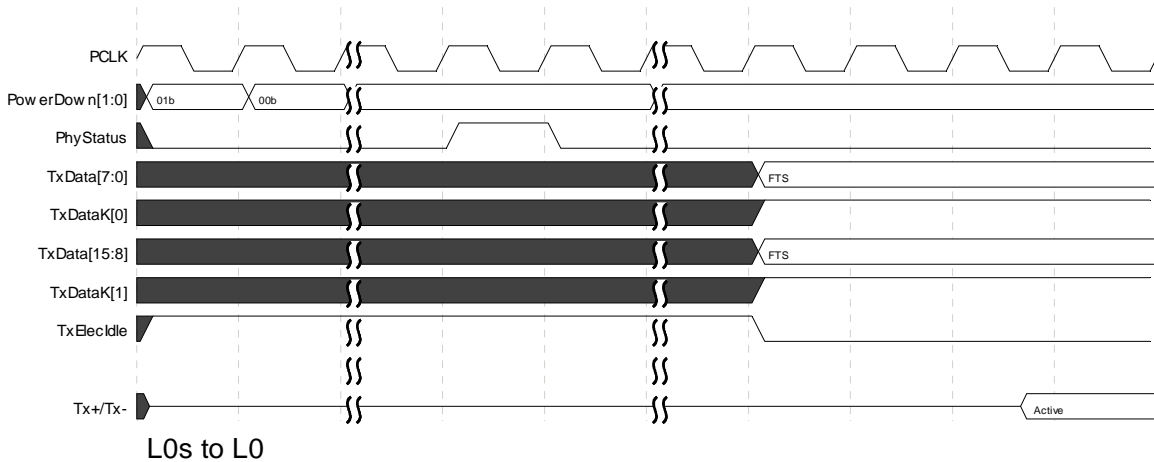 PCLK
PowerDown[1:0] 01b 00b
PhyStatus
TxData[7:0] FTS
TxDataK[0]
TxData[15:8] FTS
TxDataK[1]
TxElecIdle
Tx+/Tx- Active
L0s to L0